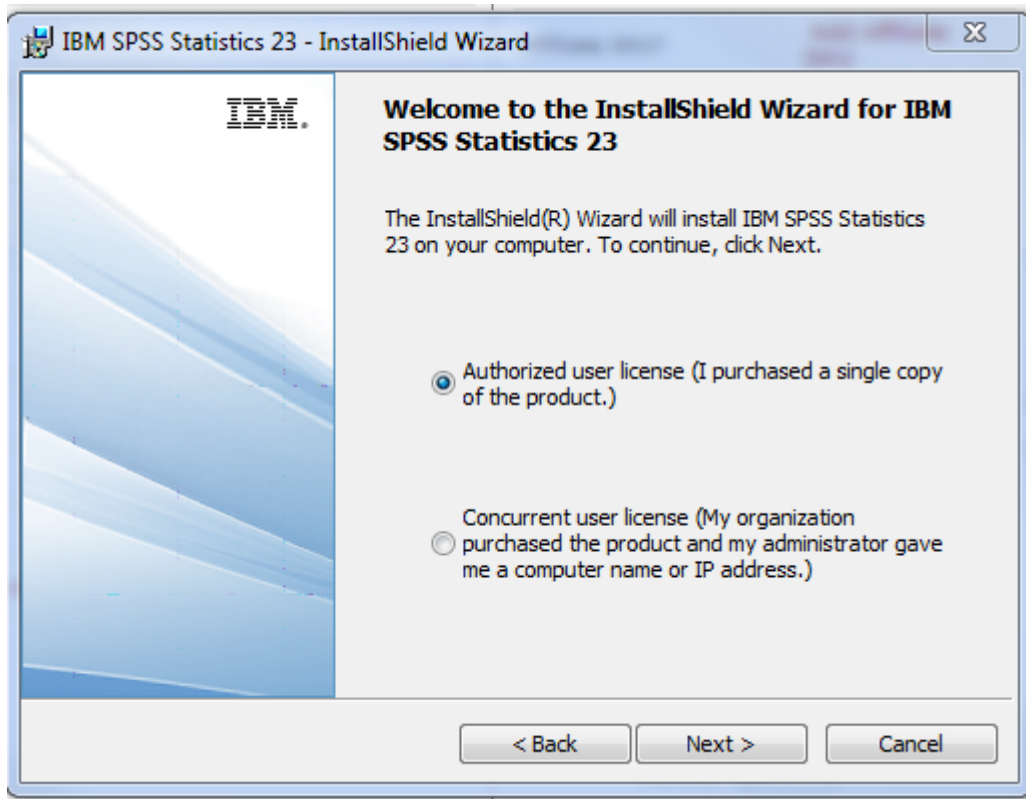 IBM SPSS Statistics 23 - InstallShield Wizard
IBM.
Welcome to the InstallShield Wizard for IBM
SPSS Statistics 23
The InstallShield(R) Wizard will install IBM SPSS Statistics
23 on your computer. To continue, click Next.
Authorized user license (I purchased a single copy
of the product.)
Concurrent user license (My organization
purchased the product and my administrator gave
me a computer name or IP address.)
< Back
Next >
Cancel